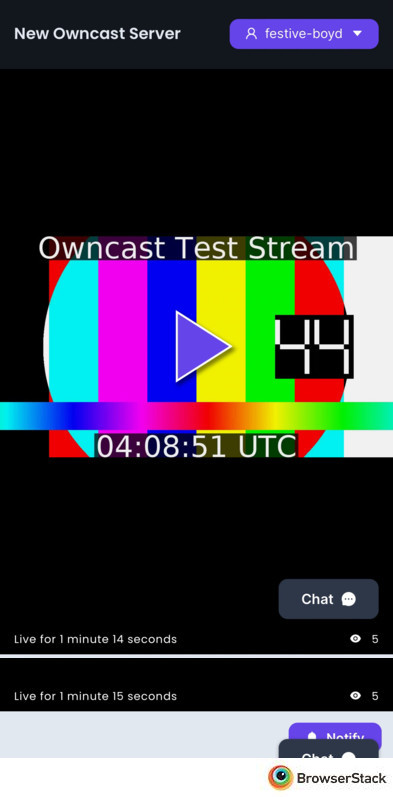 New Owncast Server
festive-boyd
Owncast Test Stream
44
04:08:51 UTC
Chat
Live for 1 minute 14 seconds 5
Live for 1 minute 15 seconds 5
Notify
Chat
BrowserStack